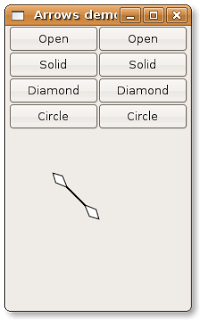 Arrows demo
Open Open
Solid Solid
Diamond Diamond
Circle Circle